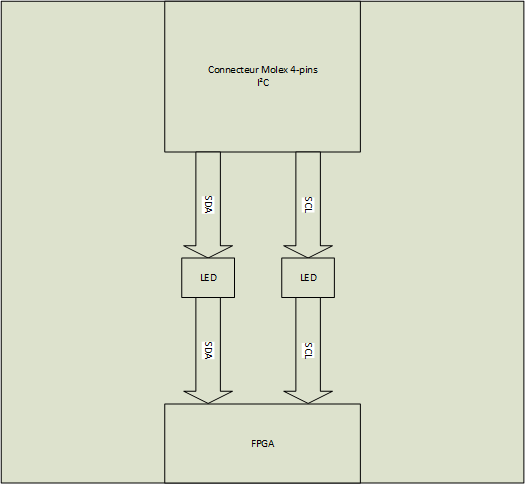 Connecteur Molex 4-pins
I²C
SDA
SCL
LED
LED
SDA
SCL
FPGA